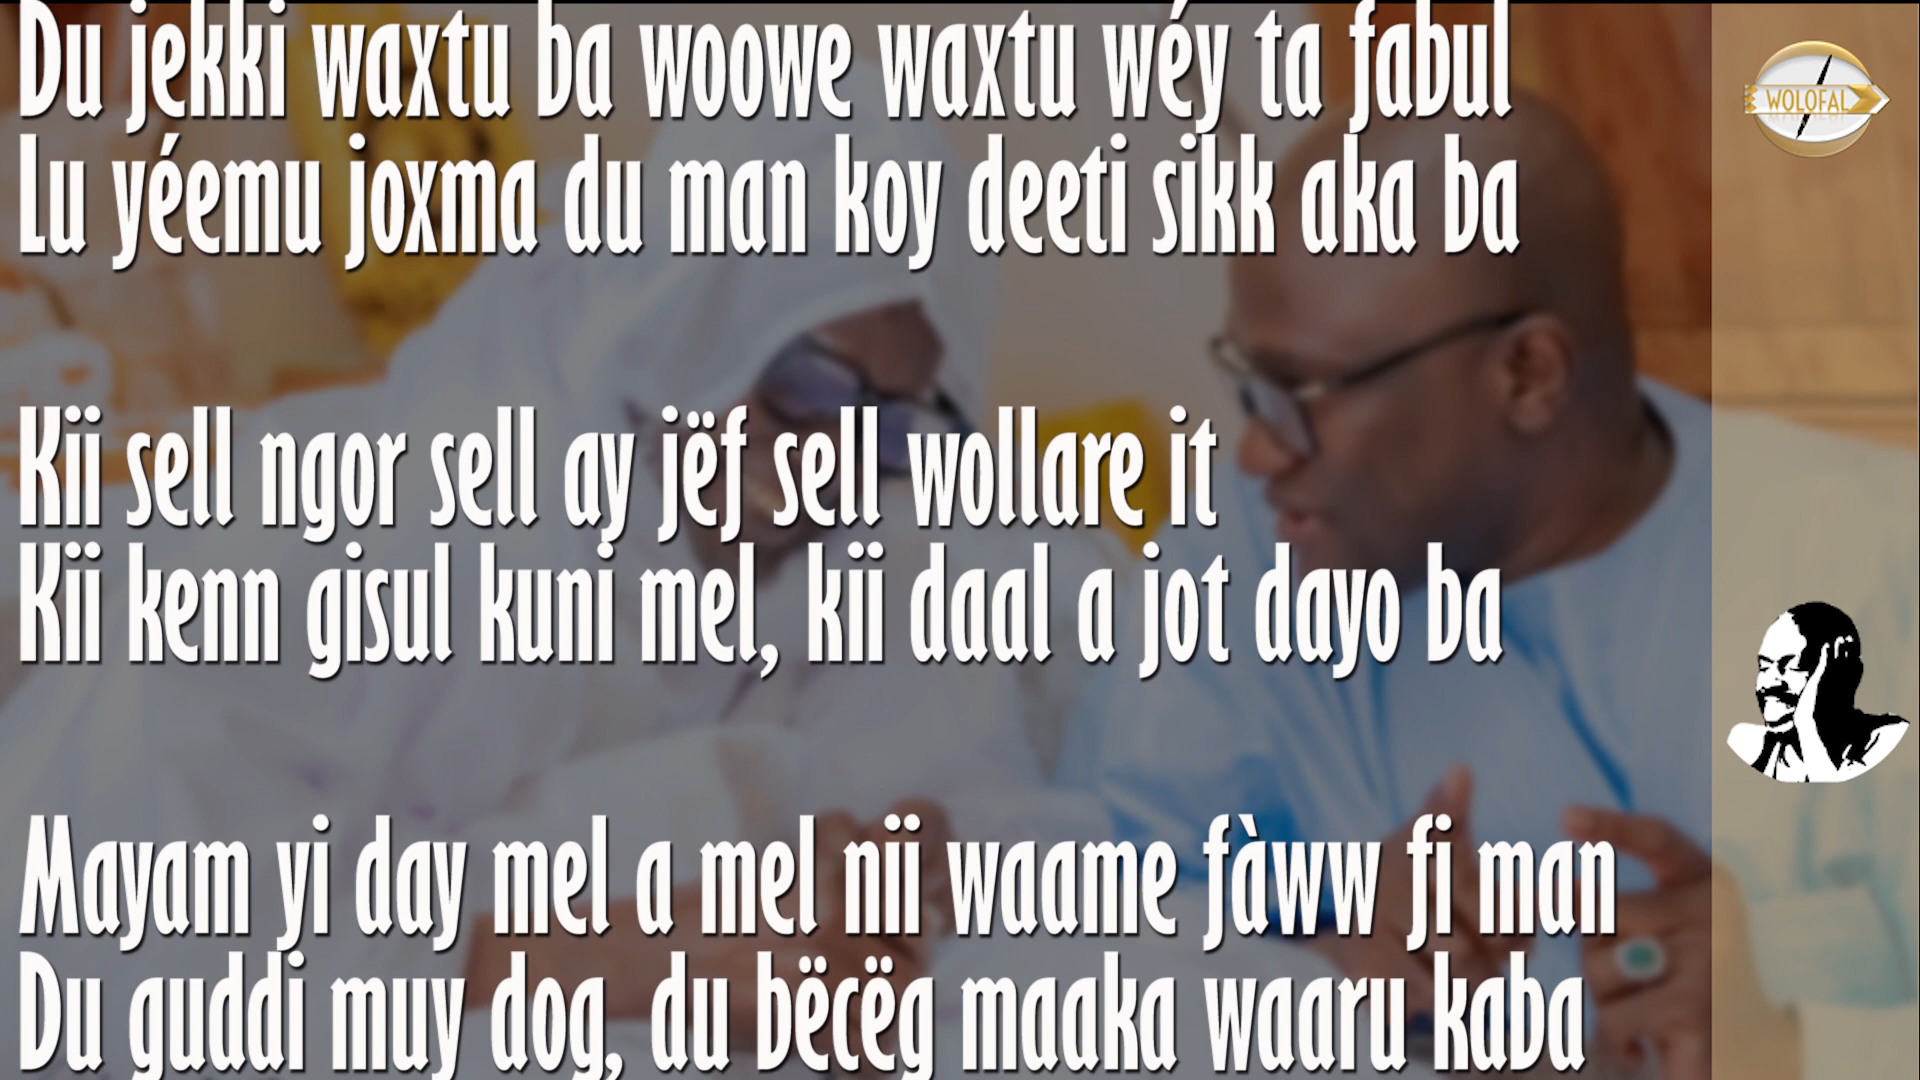 Du jekki waxtu ba woowe waxtu wéy ta fabul
Lu yéemu joxma du man koy deeti sikk aka ba
Kii sell ngor sell ay jëf sell wollare it
Kii kenn gisul kuni mel, kii daal a jot dayo ba
Mayam yi day mel a mel nii waame fàww fi man
Du guddi muy dog, du bëcëg maaka waaru kaba
WOLOFAL